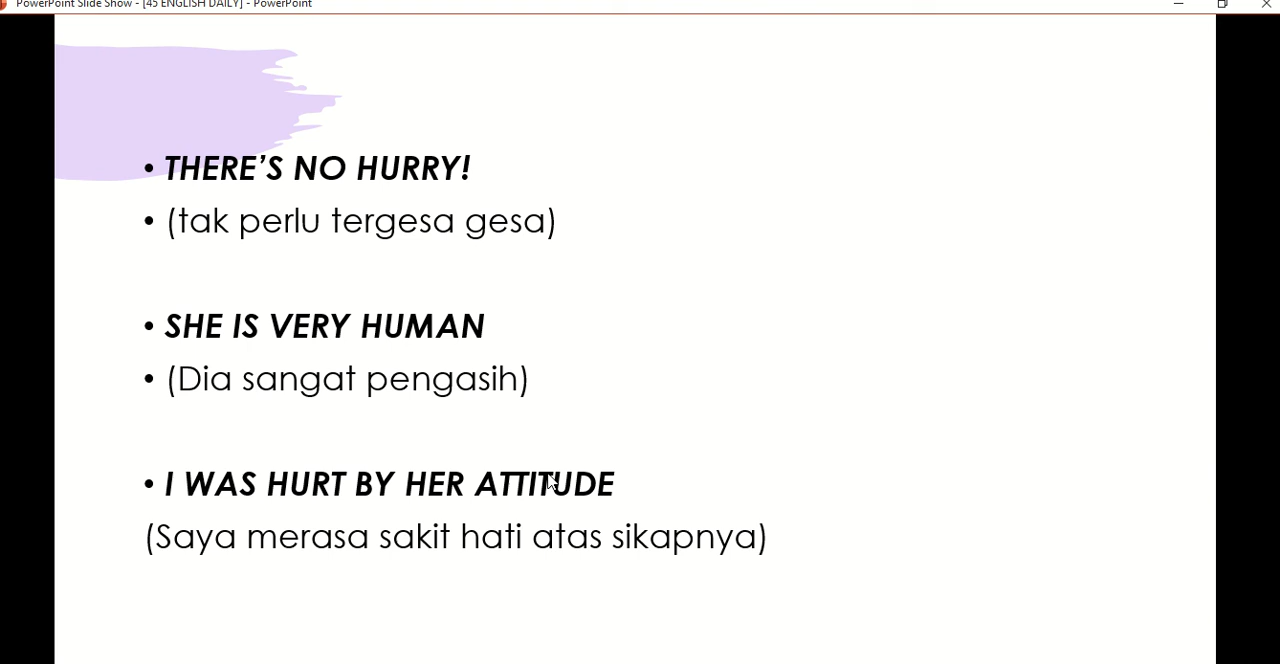 PowerPoint Slide Show - [45 ENGLISH DAILY] - PowerPoint
• THERE’S NO HURRY!
• (tak perlu tergesa gesa)
• SHE IS VERY HUMAN
• (Dia sangat pengasih)
• I WAS HURT BY HER ATTITUDE
(Saya merasa sakit hati atas sikapnya)